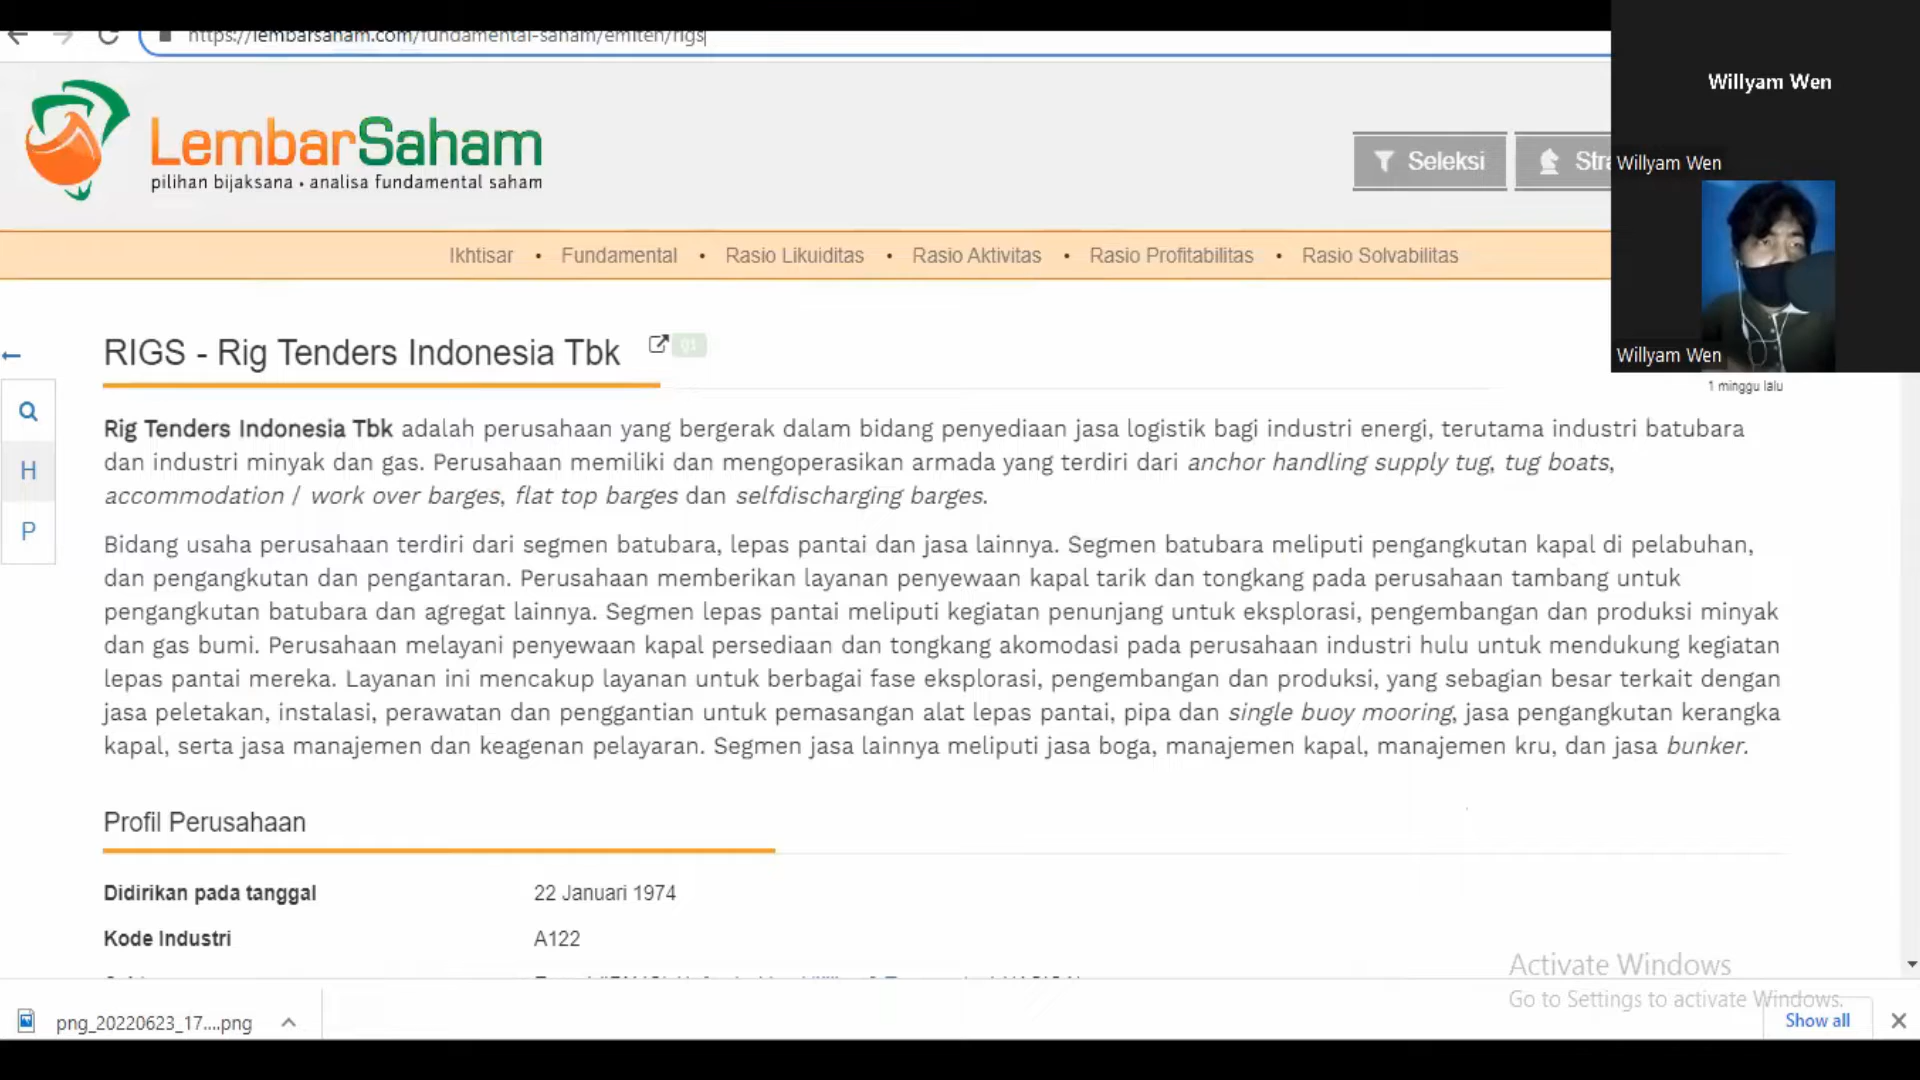 https://lembarsaham.com/fundamental-saham/emiten/rigs
Willyam Wen
LembarSaham
pilihan bijaksana • analisa fundamental saham
Seleksi
Stra
Willyam Wen
Ikhtisar • Fundamental • Rasio Likuiditas • Rasio Aktivitas • Rasio Profitabilitas • Rasio Solvabilitas
RIGS - Rig Tenders Indonesia Tbk
Willyam Wen
1 minggu lalu
H
P
Rig Tenders Indonesia Tbk adalah perusahaan yang bergerak dalam bidang penyediaan jasa logistik bagi industri energi, terutama industri batubara
dan industri minyak dan gas. Perusahaan memiliki dan mengoperasikan armada yang terdiri dari anchor handling supply tug, tug boats,
accommodation / work over barges, flat top barges dan selfdischarging barges.
Bidang usaha perusahaan terdiri dari segmen batubara, lepas pantai dan jasa lainnya. Segmen batubara meliputi pengangkutan kapal di pelabuhan,
dan pengangkutan dan pengantaran. Perusahaan memberikan layanan penyewaan kapal tarik dan tongkang pada perusahaan tambang untuk
pengangkutan batubara dan agregat lainnya. Segmen lepas pantai meliputi kegiatan penunjang untuk eksplorasi, pengembangan dan produksi minyak
dan gas bumi. Perusahaan melayani penyewaan kapal persediaan dan tongkang akomodasi pada perusahaan industri hulu untuk mendukung kegiatan
lepas pantai mereka. Layanan ini mencakup layanan untuk berbagai fase eksplorasi, pengembangan dan produksi, yang sebagian besar terkait dengan
jasa peletakan, instalasi, perawatan dan penggantian untuk pemasangan alat lepas pantai, pipa dan single buoy mooring, jasa pengangkutan kerangka
kapal, serta jasa manajemen dan keagenan pelayaran. Segmen jasa lainnya meliputi jasa boga, manajemen kapal, manajemen kru, dan jasa bunker.
Profil Perusahaan
Didirikan pada tanggal 22 Januari 1974
Kode Industri A122
Activate Windows
Go to Settings to activate Windows.
png_20220623_17....png
Show all